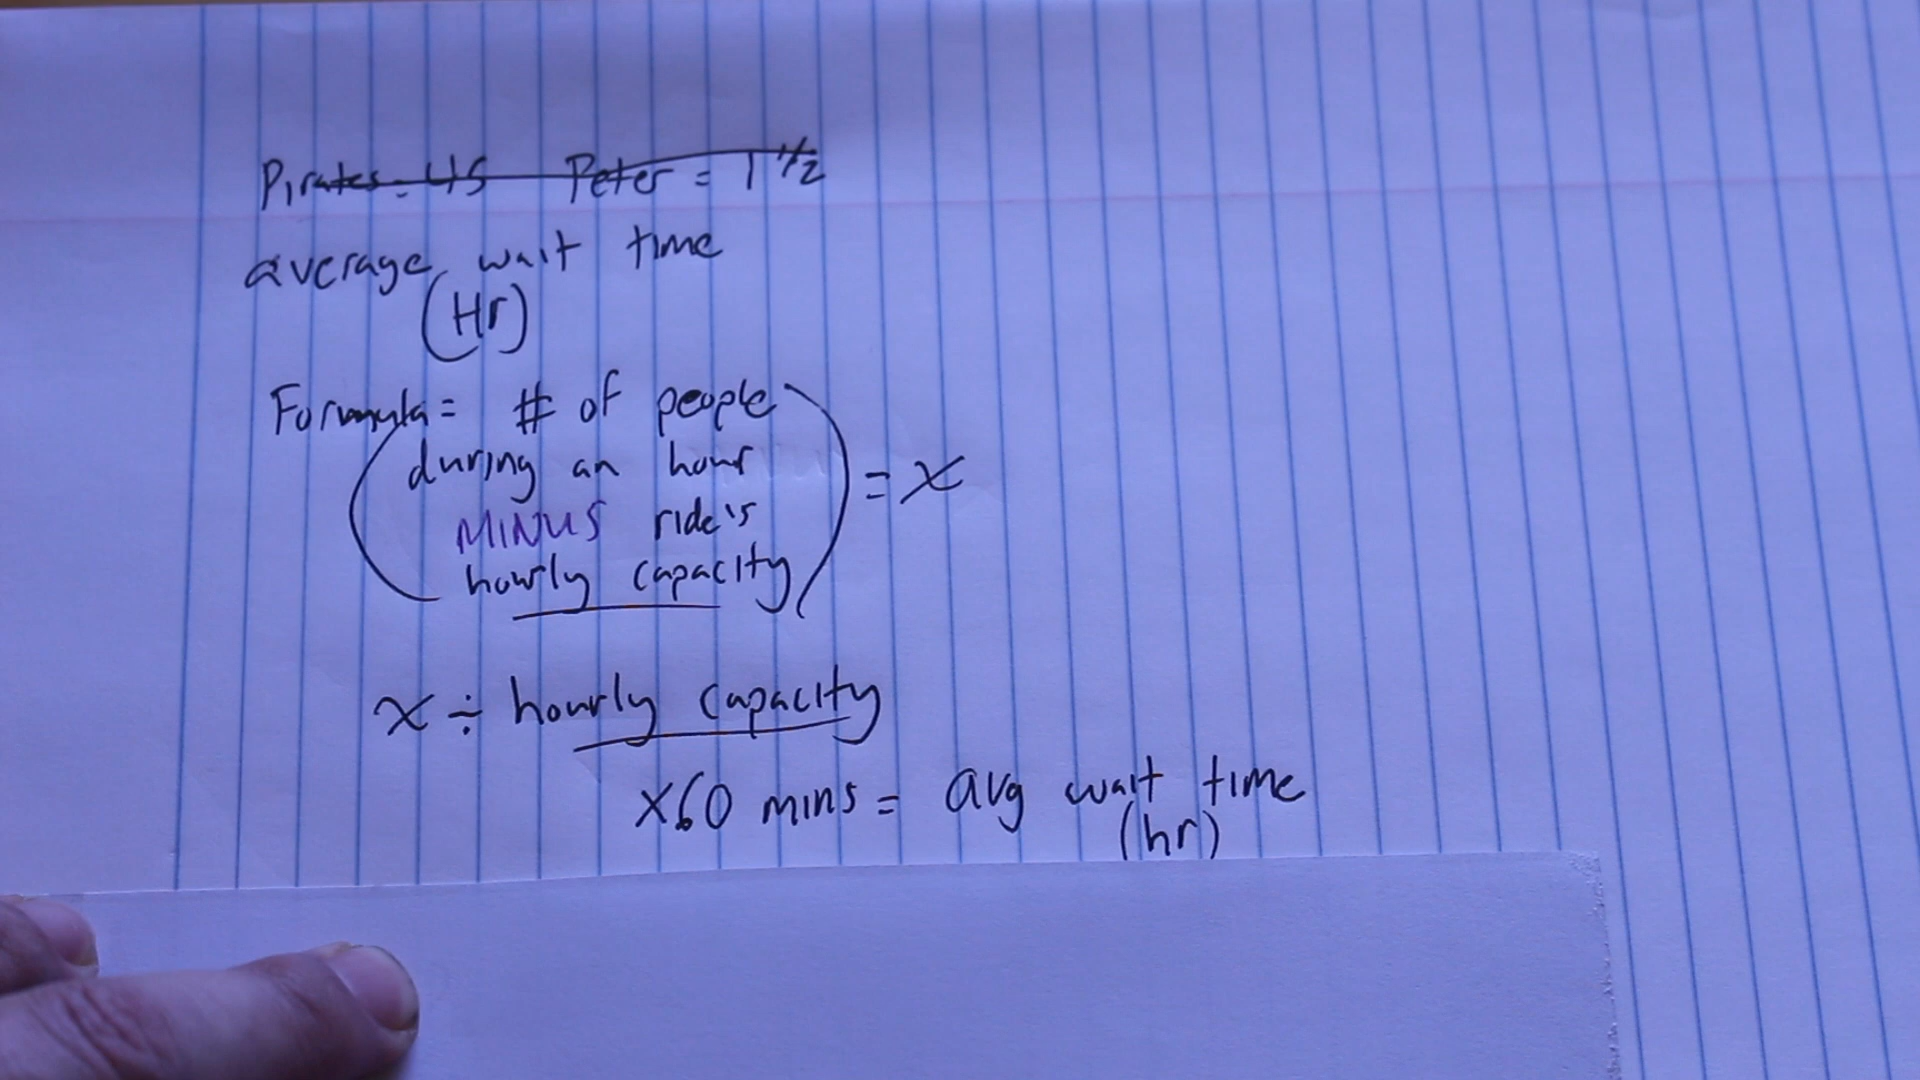 Pirates = 45 Peter = 1 1/2
average wait time
(Hr)
Formula = # of people
during an hour
MINUS ride's
hourly capacity
= x
x ÷ hourly capacity
x60 mins = avg wait time
(hr)